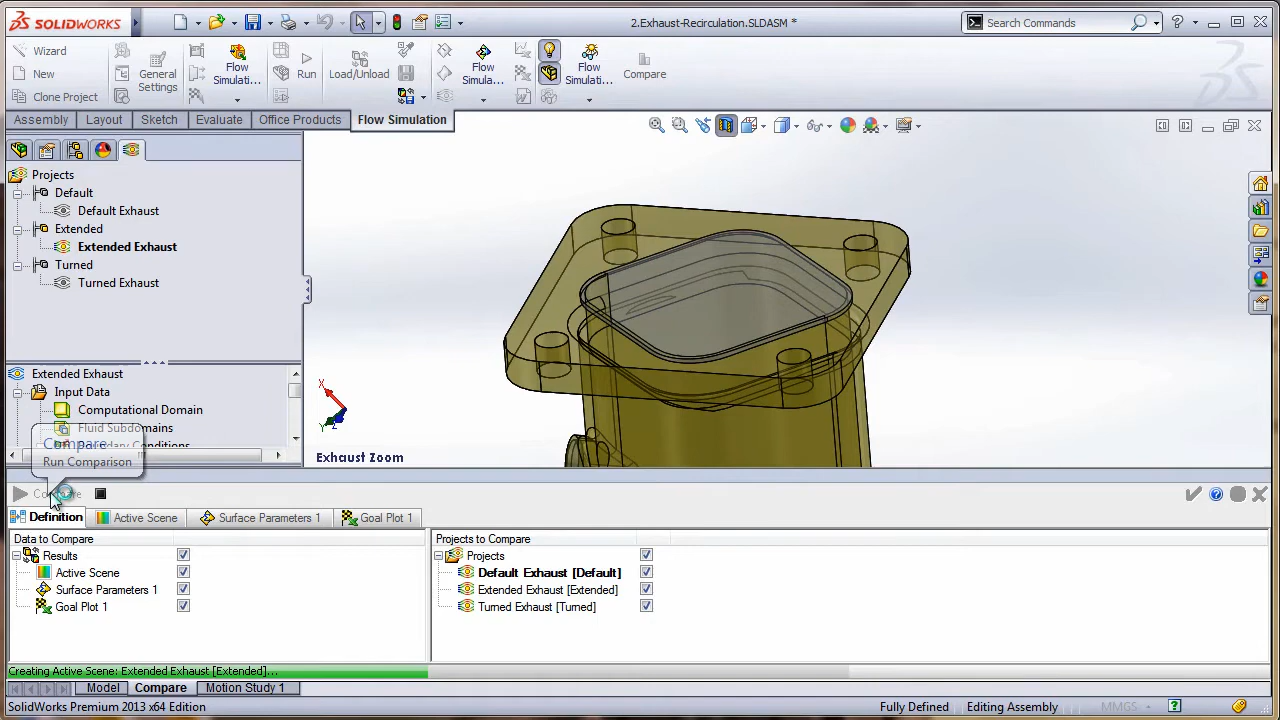 SOLIDWORKS
2.Exhaust-Recirculation.SLDASM *
Search Commands
Wizard
New
Clone Project
General
Settings
Flow
Simulati...
Run
Load/Unload
Flow
Simula...
Flow
Simulati...
Compare
Assembly
Layout
Sketch
Evaluate
Office Products
Flow Simulation
Projects
Default
Default Exhaust
Extended
Extended Exhaust
Turned
Turned Exhaust
Extended Exhaust
Input Data
Computational Domain
Fluid Subdomains
Boundary Conditions
Compare
Run Comparison
X
Y
Z
Exhaust Zoom
Compare
Definition
Active Scene
Surface Parameters 1
Goal Plot 1
Data to Compare
Results
Active Scene
Surface Parameters 1
Goal Plot 1
Projects to Compare
Projects
Default Exhaust [Default]
Extended Exhaust [Extended]
Turned Exhaust [Turned]
Creating Active Scene: Extended Exhaust [Extended]...
Model
Compare
Motion Study 1
SolidWorks Premium 2013 x64 Edition
Fully Defined
Editing Assembly
MMGS